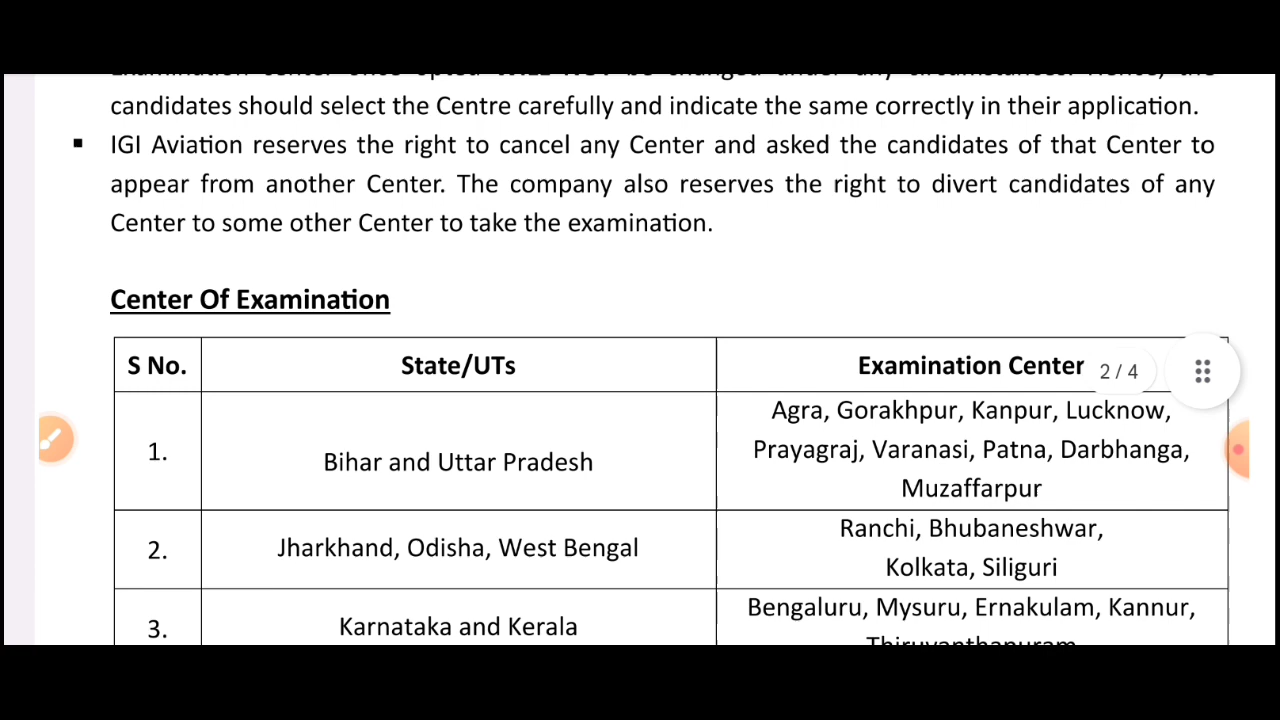 candidates should select the Centre carefully and indicate the same correctly in their application.
▪ IGI Aviation reserves the right to cancel any Center and asked the candidates of that Center to
appear from another Center. The company also reserves the right to divert candidates of any
Center to some other Center to take the examination.
Center Of Examination
S No. State/UTs Examination Center
2 / 4
1. Bihar and Uttar Pradesh Agra, Gorakhpur, Kanpur, Lucknow,
Prayagraj, Varanasi, Patna, Darbhanga,
Muzaffarpur
2. Jharkhand, Odisha, West Bengal Ranchi, Bhubaneshwar,
Kolkata, Siliguri
3. Karnataka and Kerala Bengaluru, Mysuru, Ernakulam, Kannur,